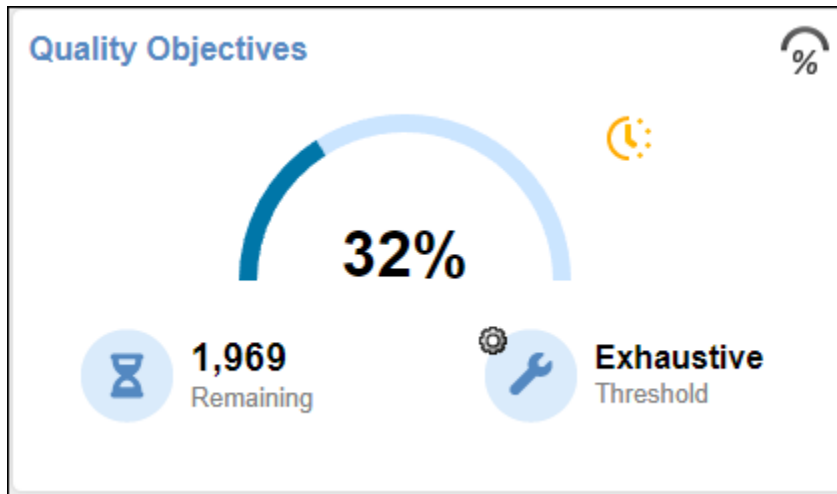 Quality Objectives
%
32%
1,969
Remaining
Exhaustive
Threshold